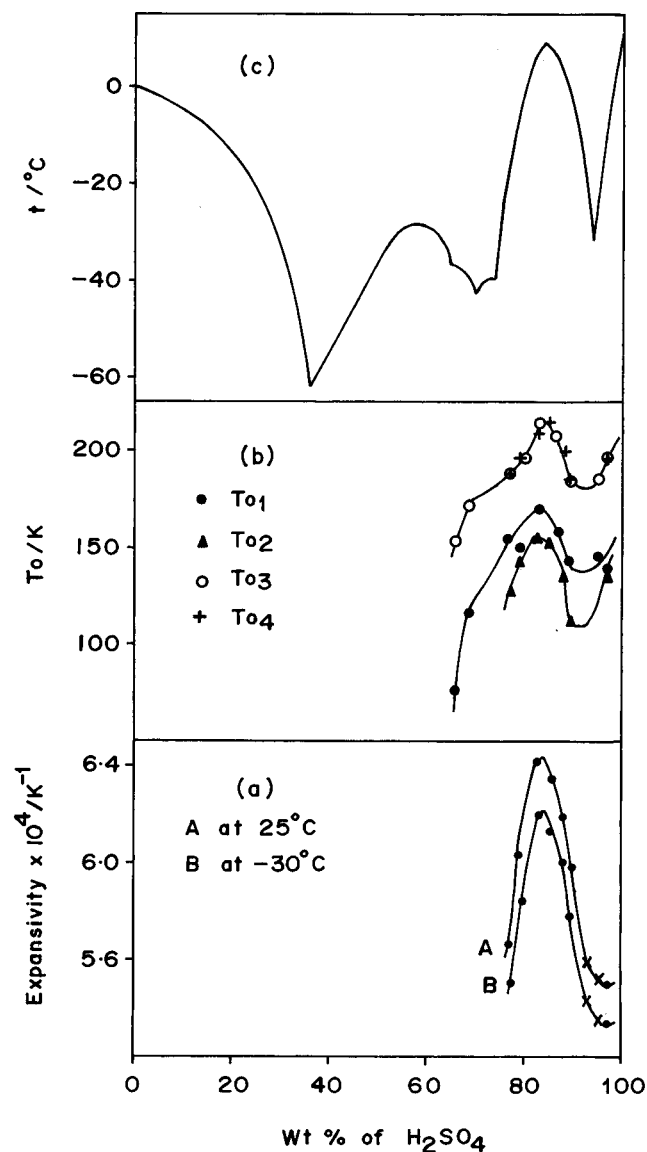 (c)
0
−20
−40
−60
t /°C
(b)
200
150
100
To/K
● To1
▲ To2
○ To3
+ To4
(a)
A at 25°C
B at −30°C
6·4
6·0
5·6
Expansivity × 10⁴/K⁻¹
A
B
0 20 40 60 80 100
Wt % of H₂SO₄